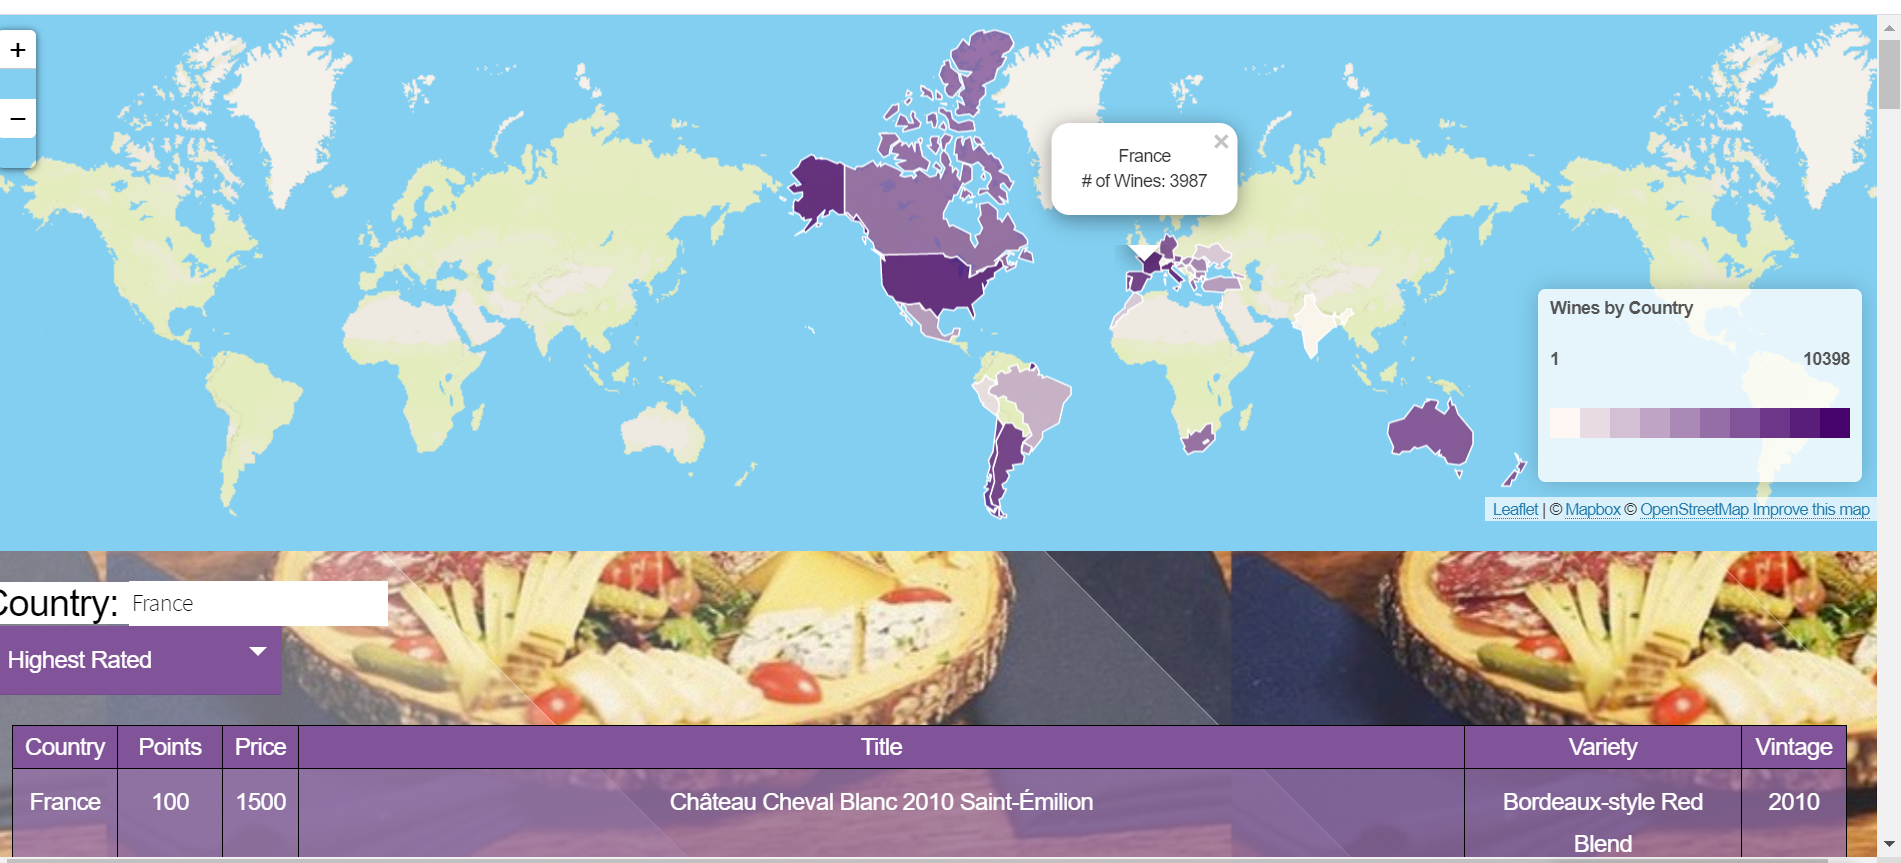 +
−
×
France
# of Wines: 3987
Wines by Country
1 10398
Leaflet | © Mapbox © OpenStreetMap Improve this map
Country: France
Highest Rated
Country Points Price Title Variety Vintage
France 100 1500 Château Cheval Blanc 2010 Saint-Émilion Bordeaux-style Red 2010
Blend